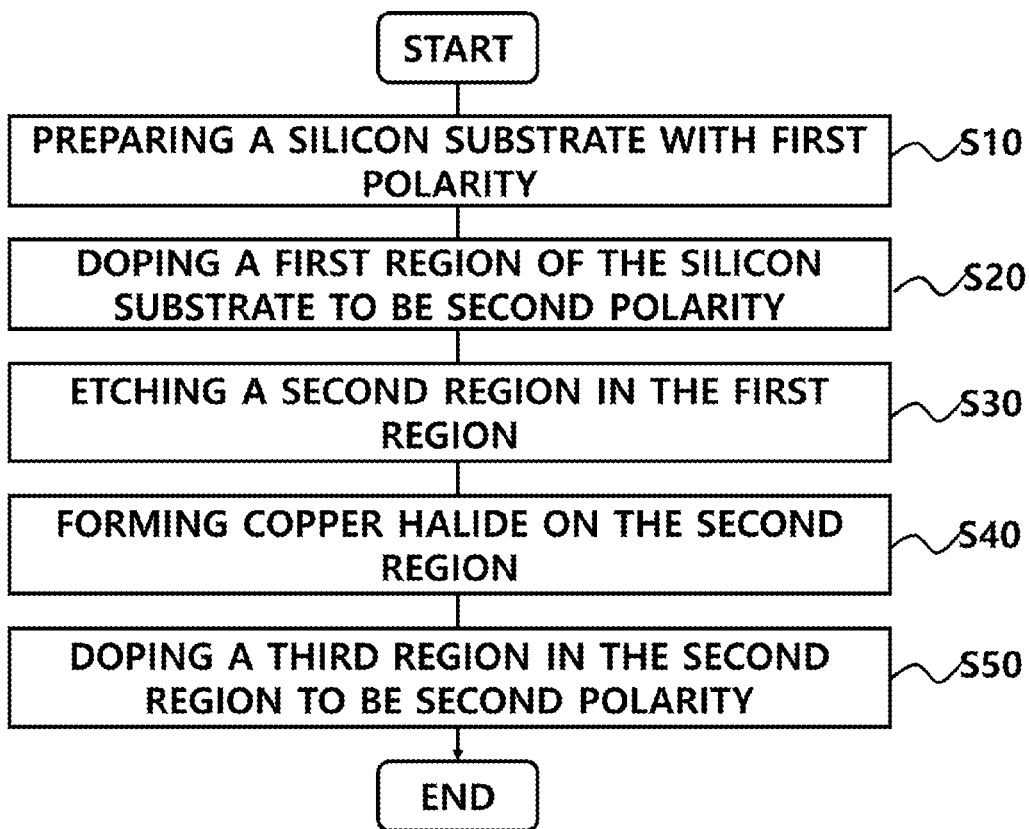 START
PREPARING A SILICON SUBSTRATE WITH FIRST
POLARITY
S10
DOPING A FIRST REGION OF THE SILICON
SUBSTRATE TO BE SECOND POLARITY
S20
ETCHING A SECOND REGION IN THE FIRST
REGION
S30
FORMING COPPER HALIDE ON THE SECOND
REGION
S40
DOPING A THIRD REGION IN THE SECOND
REGION TO BE SECOND POLARITY
S50
END